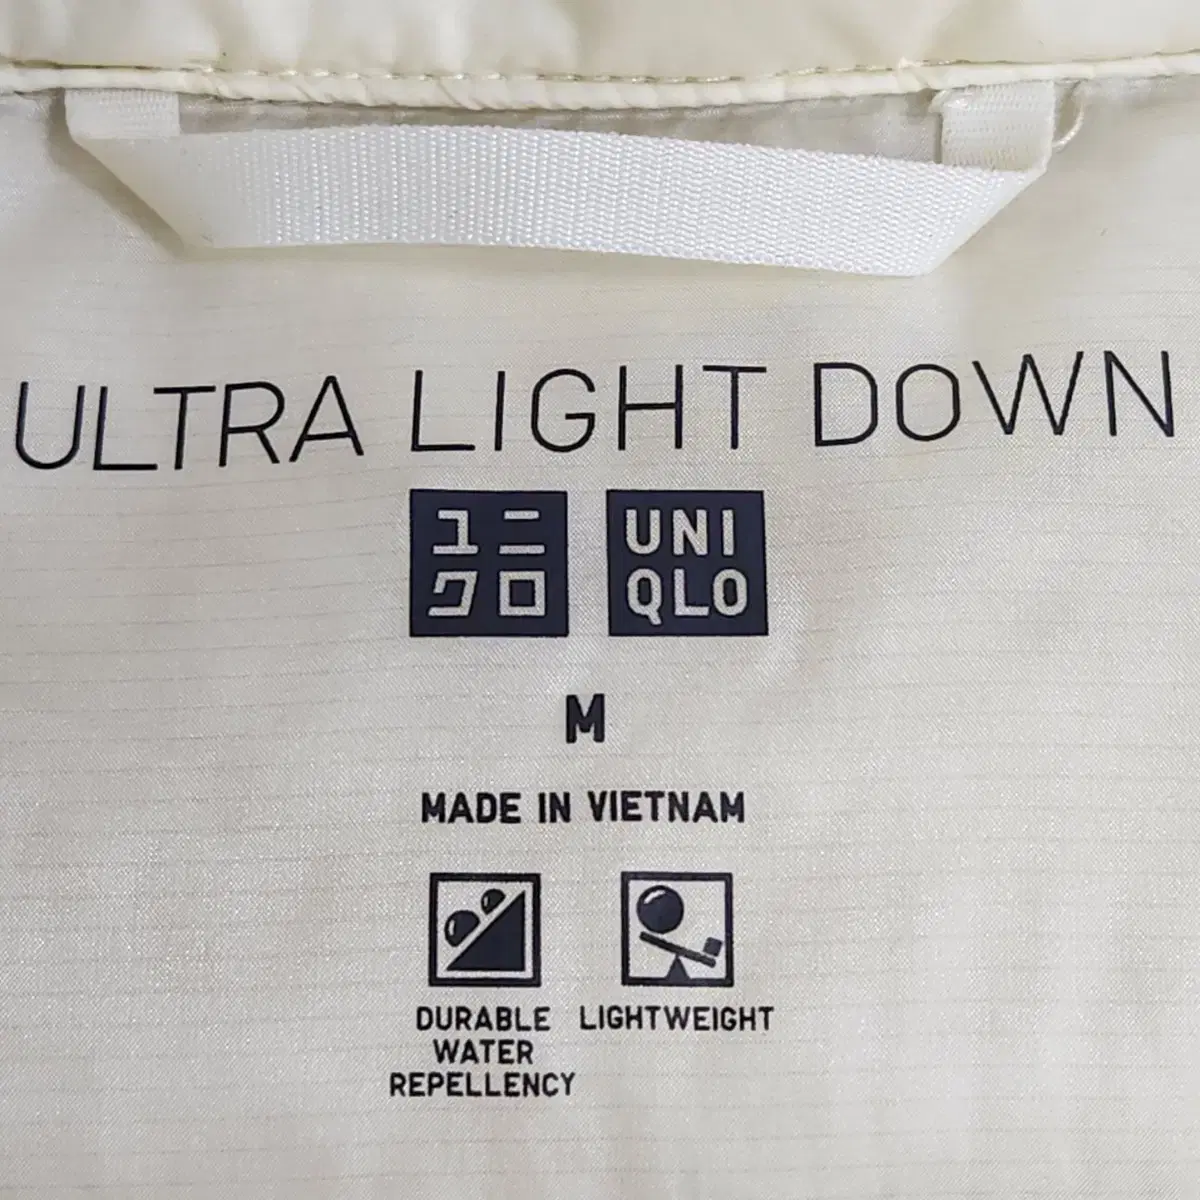 ULTRA LIGHT DOWN
ユニ
クロ
UNI
QLO
M
MADE IN VIETNAM
DURABLE
WATER
REPELLENCY
LIGHTWEIGHT